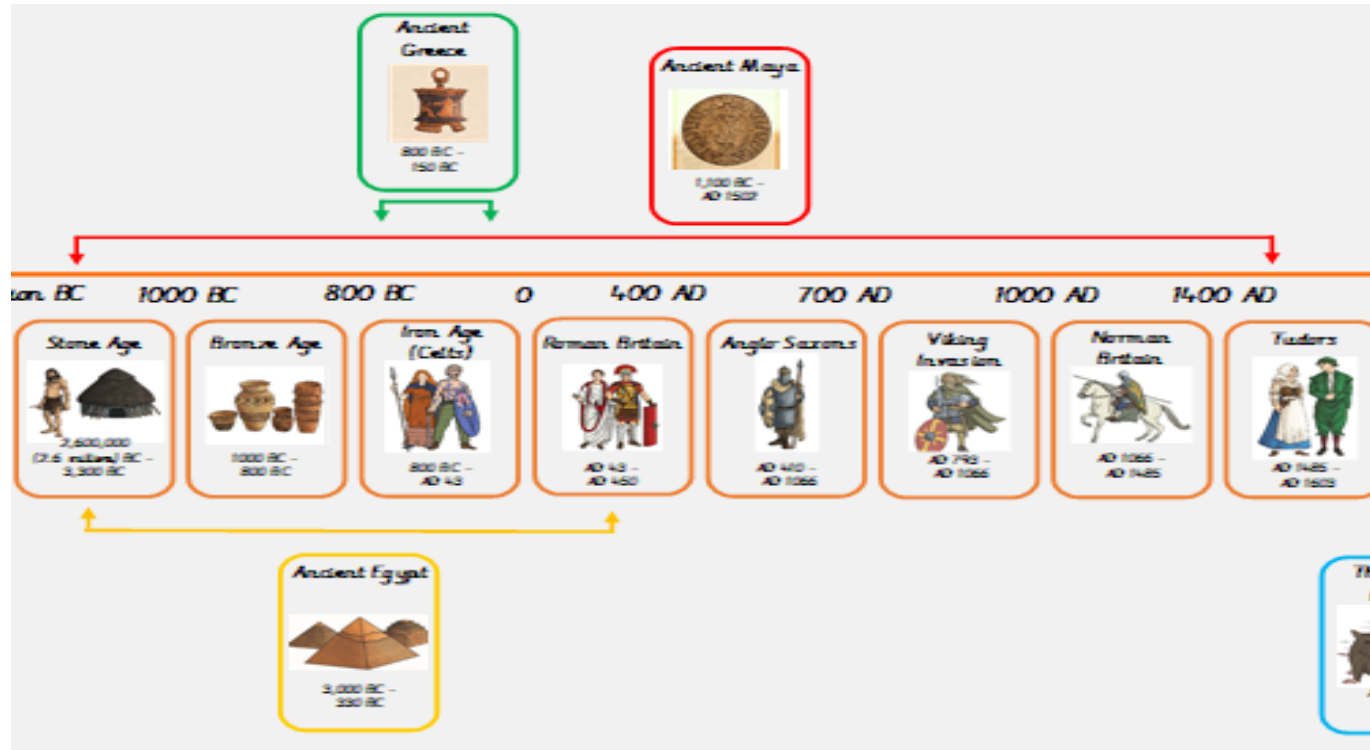 Ancient
Greece
800 BC –
150 BC
Ancient Maya
1,100 BC –
AD 1502
BC
1000 BC
800 BC
0
400 AD
700 AD
1000 AD
1400 AD
Stone Age
2,600,000
(2.6 million) BC –
3,300 BC
Bronze Age
1000 BC –
800 BC
Iron Age
(Celts)
800 BC –
AD 43
Roman Britain
AD 43 –
AD 450
Anglo Saxons
AD 410 –
AD 1066
Viking
Invasion
AD 793 –
AD 1066
Norman
Britain
AD 1066 –
AD 1485
Tudors
AD 1485 –
AD 1603
Ancient Egypt
3,000 BC –
330 BC